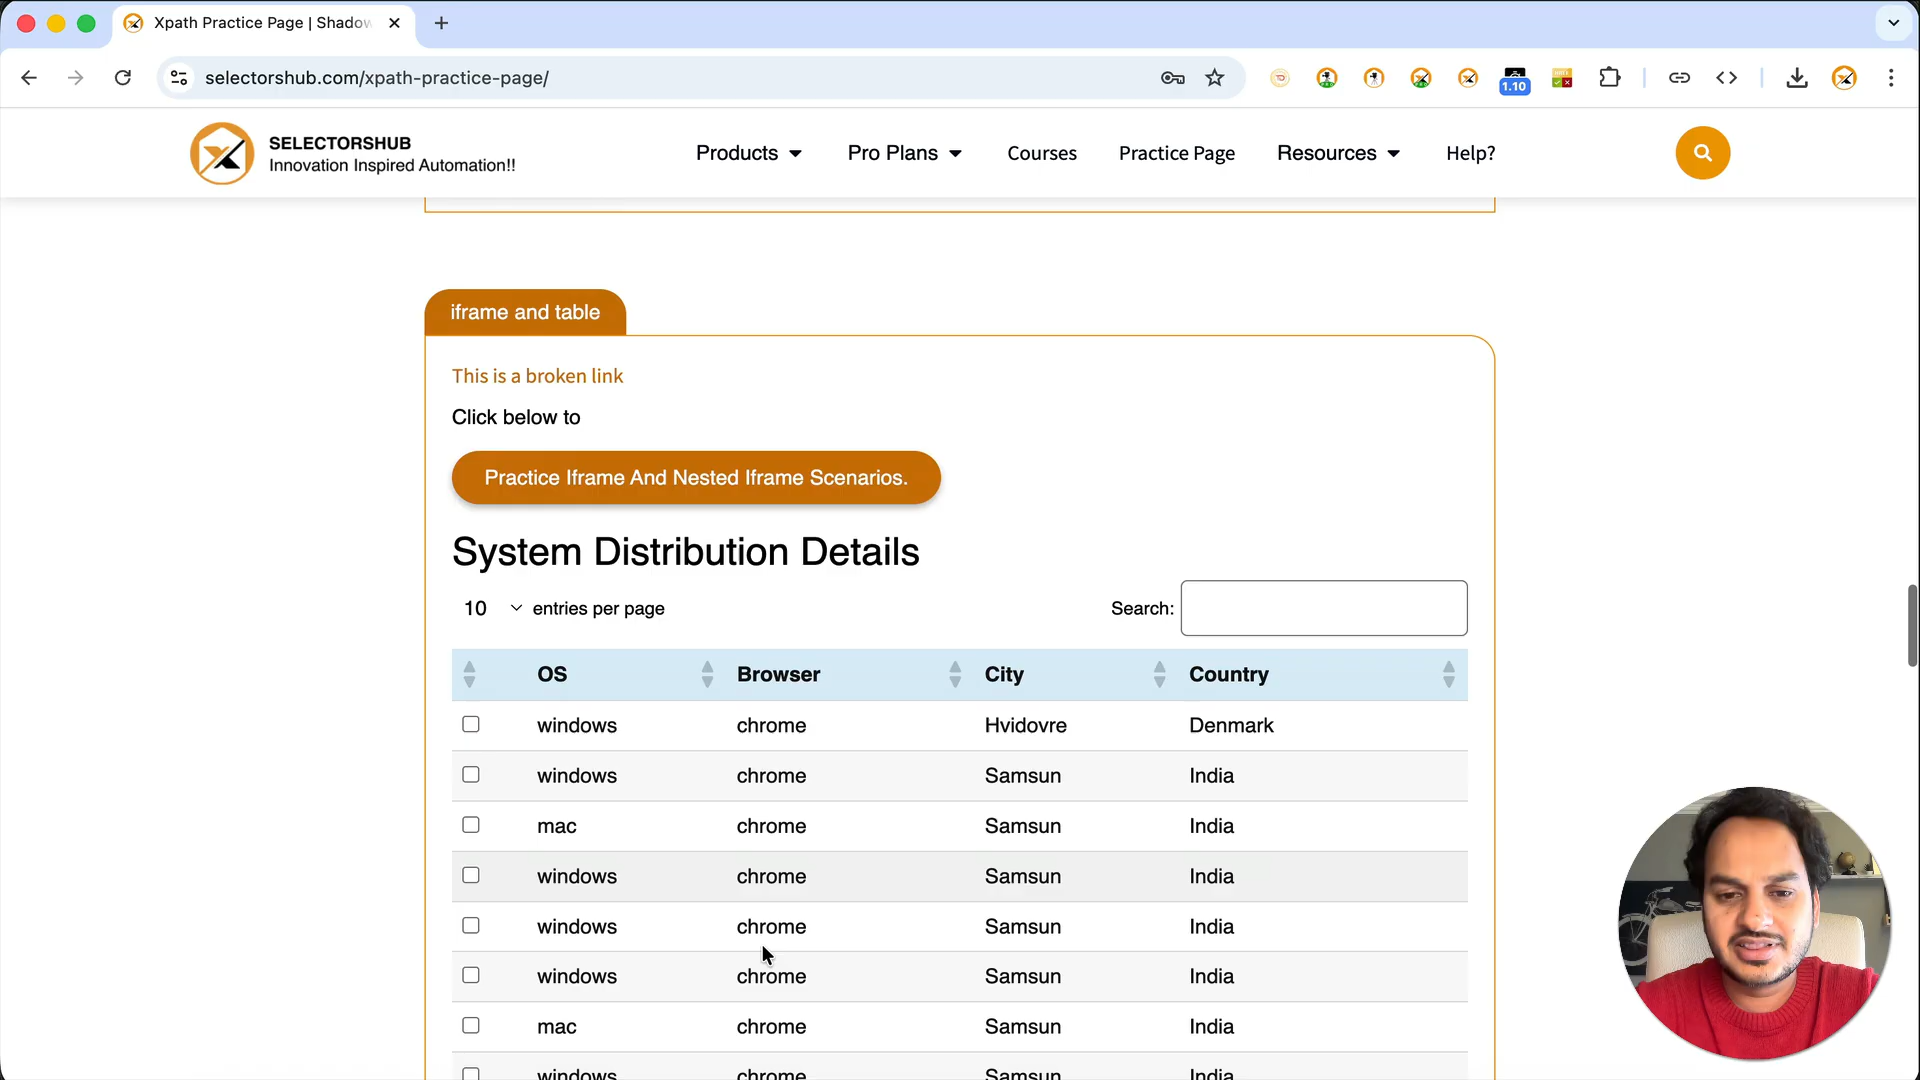 Xpath Practice Page | Shadow
selectorshub.com/xpath-practice-page/
1.10
SELECTORSHUB
Innovation Inspired Automation!!
Products
Pro Plans
Courses
Practice Page
Resources
Help?
iframe and table
This is a broken link
Click below to
Practice Iframe And Nested Iframe Scenarios.
System Distribution Details
10 entries per page
Search:
OS Browser City Country
windows chrome Hvidovre Denmark
windows chrome Samsun India
mac chrome Samsun India
windows chrome Samsun India
windows chrome Samsun India
windows chrome Samsun India
mac chrome Samsun India
windows chrome Samsun India